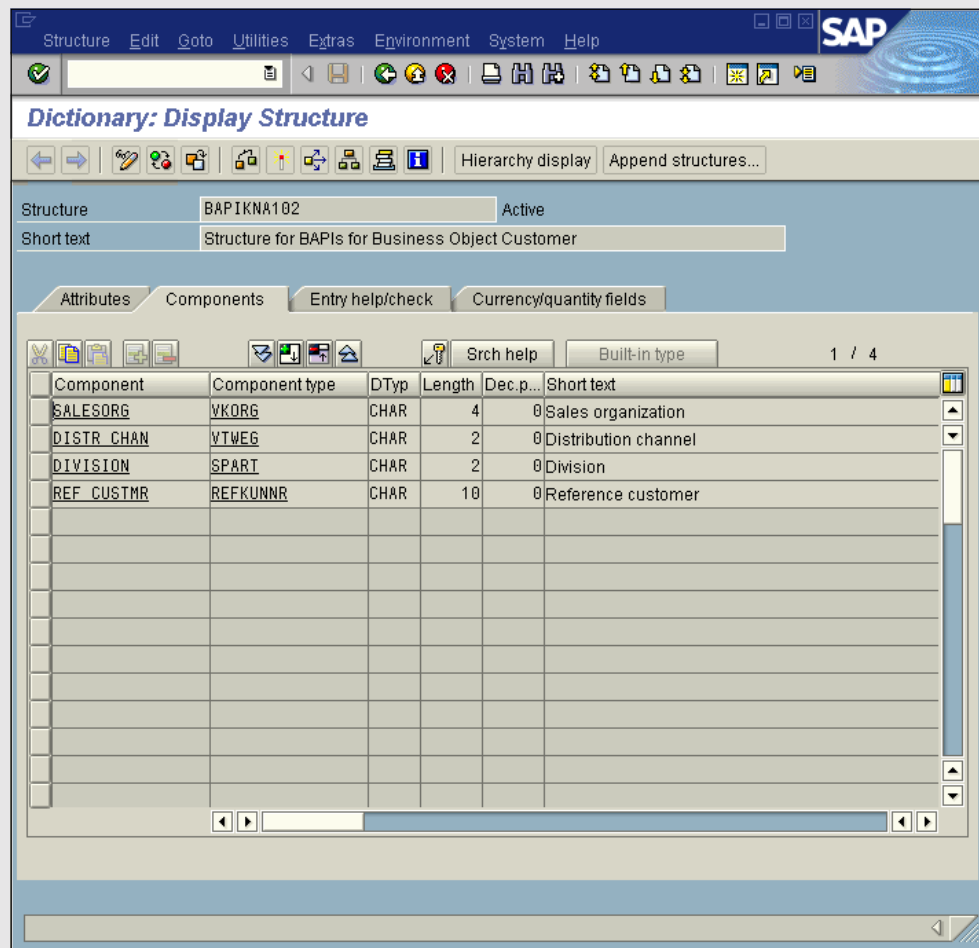 Structure Edit Goto Utilities Extras Environment System Help
SAP
Dictionary: Display Structure
Hierarchy display Append structures...
Structure BAPIKNA102 Active
Short text Structure for BAPIs for Business Object Customer
Attributes Components Entry help/check Currency/quantity fields
Srch help Built-in type 1 / 4
Component Component type DTyp Length Dec.p... Short text
SALESORG VKORG CHAR 4 0 Sales organization
DISTR_CHAN VTWEG CHAR 2 0 Distribution channel
DIVISION SPART CHAR 2 0 Division
REF_CUSTMR REFKUNNR CHAR 10 0 Reference customer